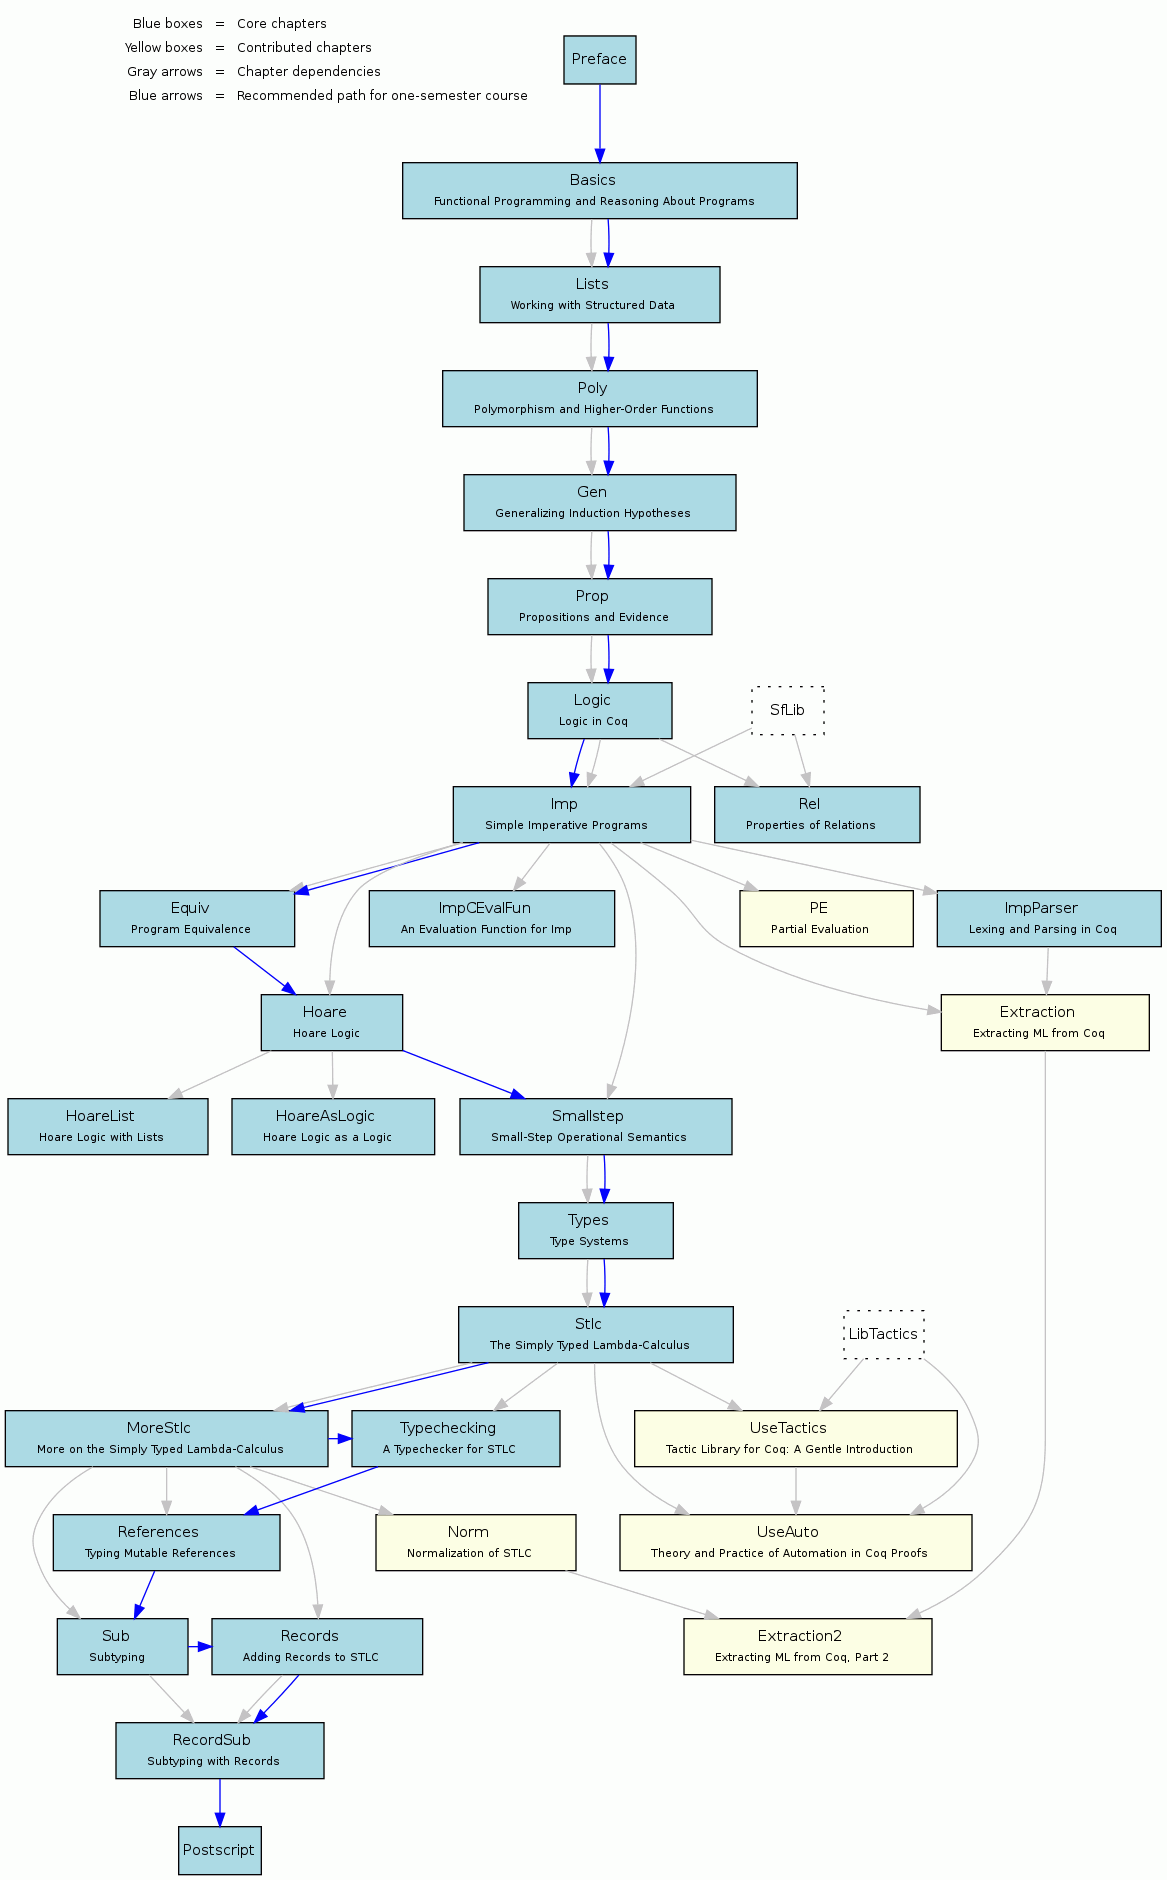 Blue boxes = Core chapters
Yellow boxes = Contributed chapters
Gray arrows = Chapter dependencies
Blue arrows = Recommended path for one-semester course
Preface
Basics
Functional Programming and Reasoning About Programs
Lists
Working with Structured Data
Poly
Polymorphism and Higher-Order Functions
Gen
Generalizing Induction Hypotheses
Prop
Propositions and Evidence
Logic
Logic in Coq
SfLib
Imp
Simple Imperative Programs
Rel
Properties of Relations
Equiv
Program Equivalence
ImpCEvalFun
An Evaluation Function for Imp
PE
Partial Evaluation
ImpParser
Lexing and Parsing in Coq
Hoare
Hoare Logic
Extraction
Extracting ML from Coq
HoareList
Hoare Logic with Lists
HoareAsLogic
Hoare Logic as a Logic
Smallstep
Small-Step Operational Semantics
Types
Type Systems
Stlc
The Simply Typed Lambda-Calculus
LibTactics
MoreStlc
More on the Simply Typed Lambda-Calculus
Typechecking
A Typechecker for STLC
UseTactics
Tactic Library for Coq: A Gentle Introduction
References
Typing Mutable References
Norm
Normalization of STLC
UseAuto
Theory and Practice of Automation in Coq Proofs
Sub
Subtyping
Records
Adding Records to STLC
Extraction2
Extracting ML from Coq, Part 2
RecordSub
Subtyping with Records
Postscript